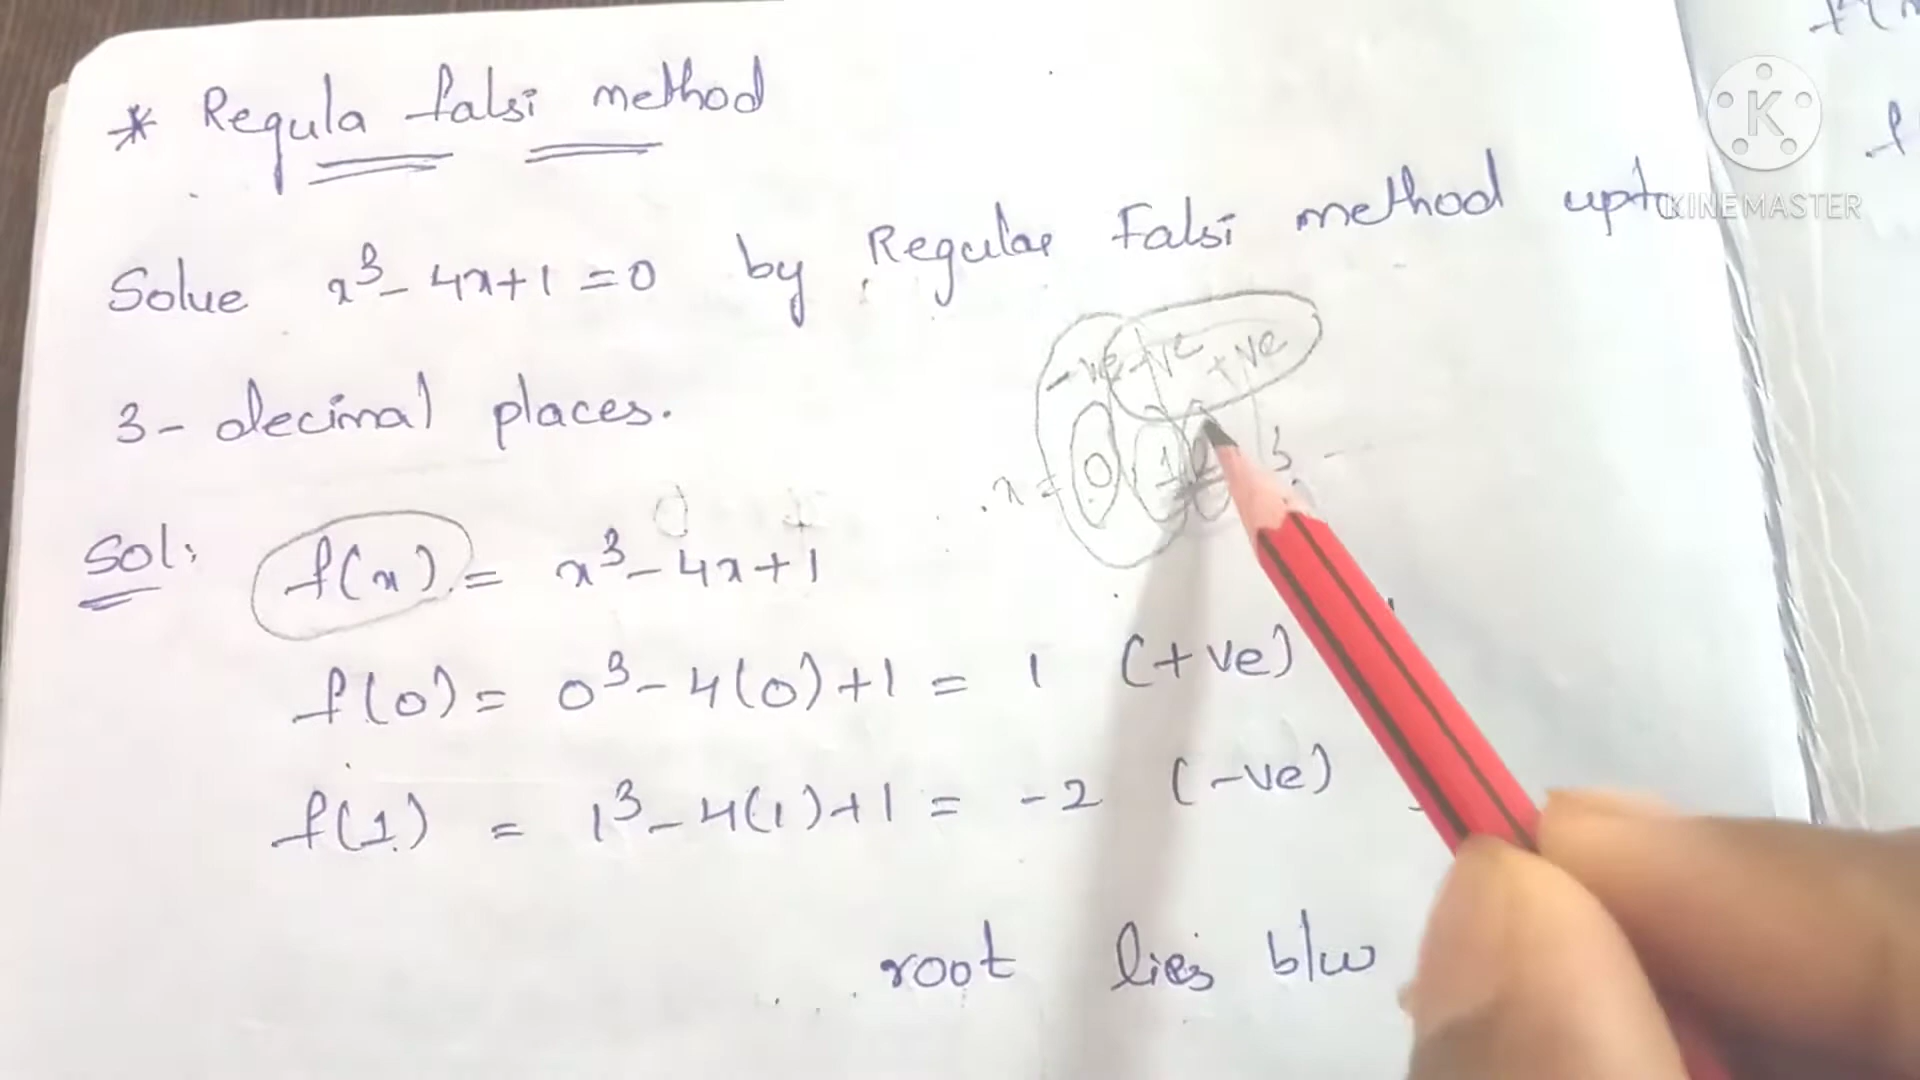 * Regula falsi method
Solve x³ - 4x + 1 = 0 by Regular Falsi method upto
3 - decimal places.
-ve +ve +ve
x = 0 1 2 3 -
Sol: f(x) = x³ - 4x + 1
f(0) = 0³ - 4(0) + 1 = 1 (+ve)
f(1) = 1³ - 4(1) + 1 = -2 (-ve)
root lies b/w
K
KINEMASTER